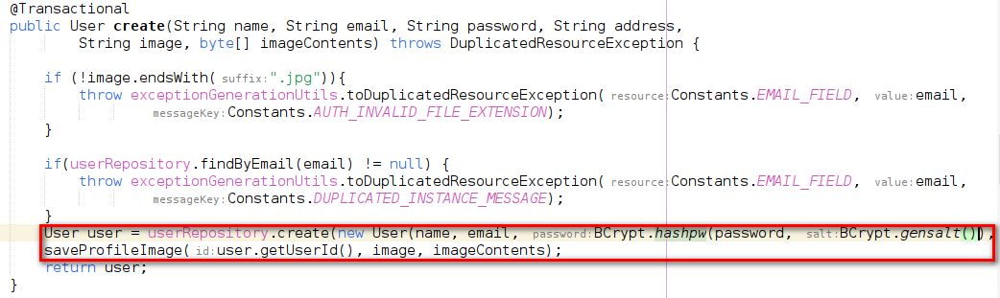 @Transactional
public User create(String name, String email, String password, String address,
String image, byte[] imageContents) throws DuplicatedResourceException {
if (!image.endsWith( suffix: ".jpg")){
throw exceptionGenerationUtils.toDuplicatedResourceException( resource: Constants.EMAIL_FIELD, value: email,
messageKey: Constants.AUTH_INVALID_FILE_EXTENSION);
}
if(userRepository.findByEmail(email) != null) {
throw exceptionGenerationUtils.toDuplicatedResourceException( resource: Constants.EMAIL_FIELD, value: email,
messageKey: Constants.DUPLICATED_INSTANCE_MESSAGE);
}
User user = userRepository.create(new User(name, email, password: BCrypt.hashpw(password, salt: BCrypt.gensalt()),
saveProfileImage( id: user.getUserId(), image, imageContents);
return user;
}